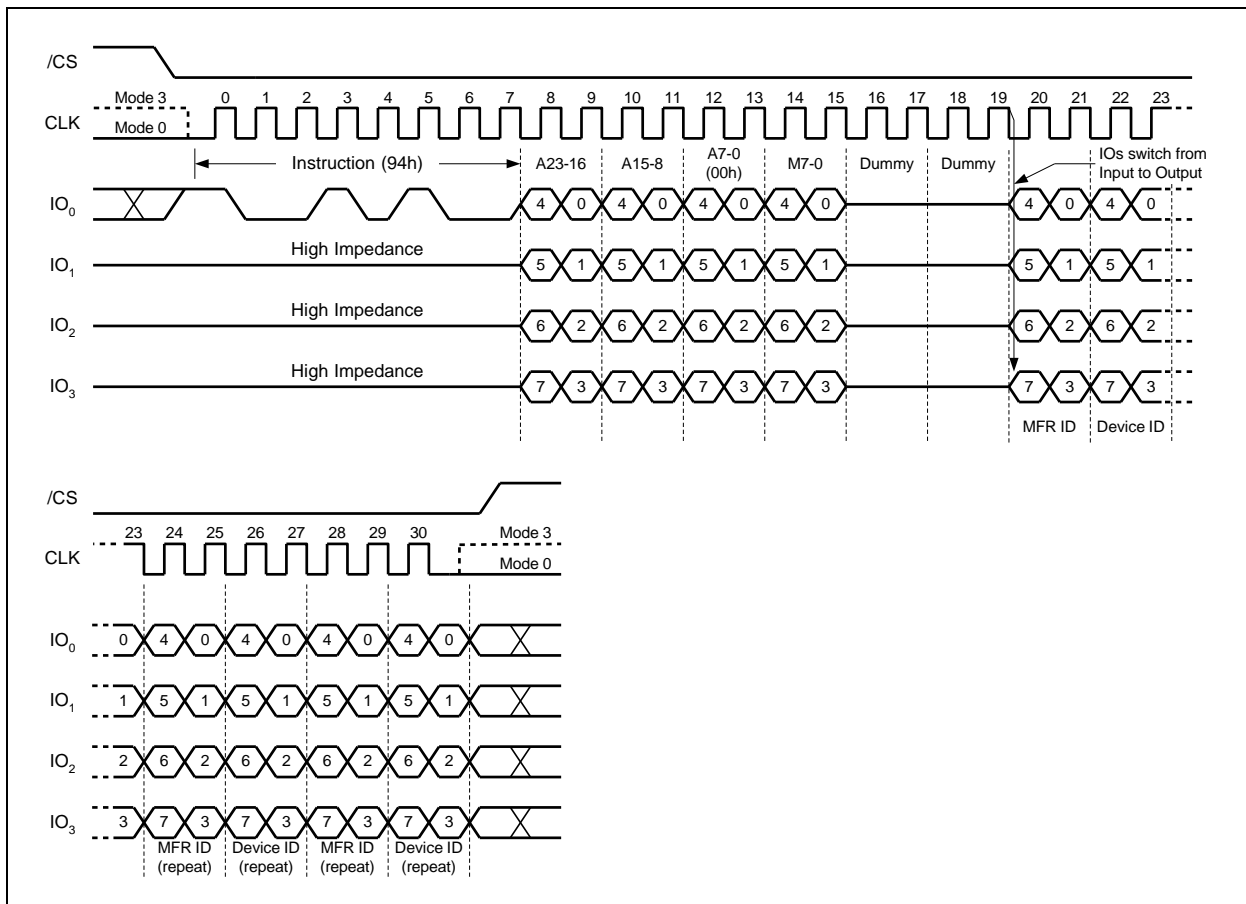 /CS
Mode 3 0 1 2 3 4 5 6 7 8 9 10 11 12 13 14 15 16 17 18 19 20 21 22 23
CLK
Mode 0
Instruction (94h) A23-16 A15-8 A7-0 (00h) M7-0 Dummy Dummy
IOs switch from
Input to Output
IO0 4 0 4 0 4 0 4 0 4 0 4 0
High Impedance
IO1 5 1 5 1 5 1 5 1 5 1 5 1
High Impedance
IO2 6 2 6 2 6 2 6 2 6 2 6 2
High Impedance
IO3 7 3 7 3 7 3 7 3 7 3 7 3
MFR ID Device ID
/CS
23 24 25 26 27 28 29 30 Mode 3
CLK
Mode 0
IO0 0 4 0 4 0 4 0 4 0
IO1 1 5 1 5 1 5 1 5 1
IO2 2 6 2 6 2 6 2 6 2
IO3 3 7 3 7 3 7 3 7 3
MFR ID Device ID MFR ID Device ID
(repeat) (repeat) (repeat) (repeat)